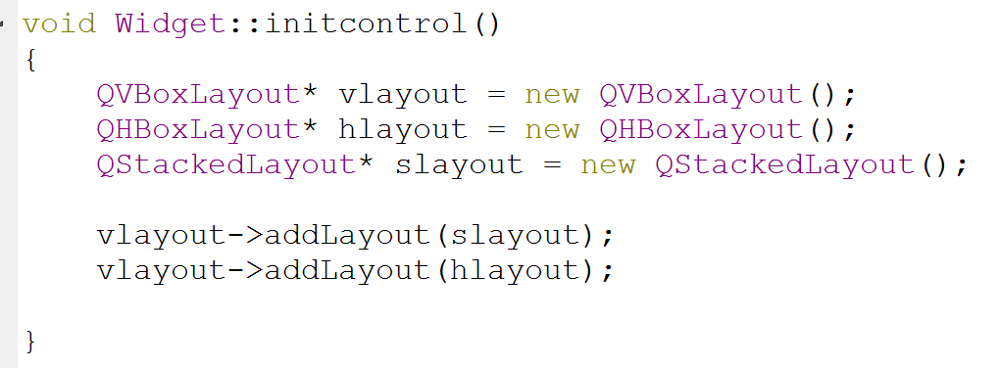 void Widget::initcontrol()
{
QVBoxLayout* vlayout = new QVBoxLayout();
QHBoxLayout* hlayout = new QHBoxLayout();
QStackedLayout* slayout = new QStackedLayout();
vlayout->addLayout(slayout);
vlayout->addLayout(hlayout);
}